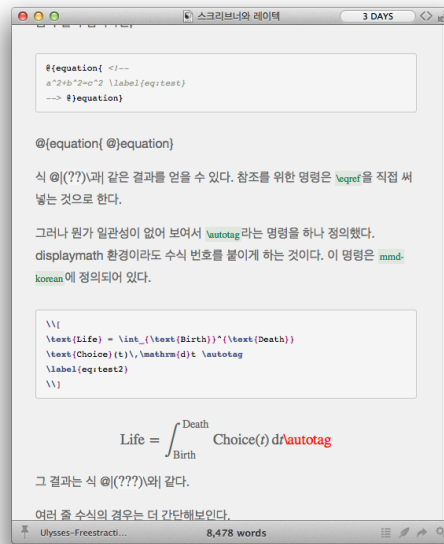 스크리브너와 레이텍
3 DAYS
@{equation{ <!--
a^2+b^2=c^2 \label{eq:test}
--> @}equation}
@{equation{ @}equation}
식 @|(??)\과| 같은 결과를 얻을 수 있다. 참조를 위한 명령은 \eqref을 직접 써
넣는 것으로 한다.
그러나 뭔가 일관성이 없어 보여서 \autotag라는 명령을 하나 정의했다.
displaymath 환경이라도 수식 번호를 붙이게 하는 것이다. 이 명령은 mmd-
korean에 정의되어 있다.
\\[
\text{Life} = \int_{\text{Birth}}^{\text{Death}}
\text{Choice}(t)\,\mathrm{d}t \autotag
\label{eq:test2}
\\]
Life = ∫_Birth^Death Choice(t) dt\autotag
그 결과는 식 @|(???)\와| 같다.
여러 줄 수식의 경우는 더 간단해보인다.
Ulysses-Freestracti...
8,478 words